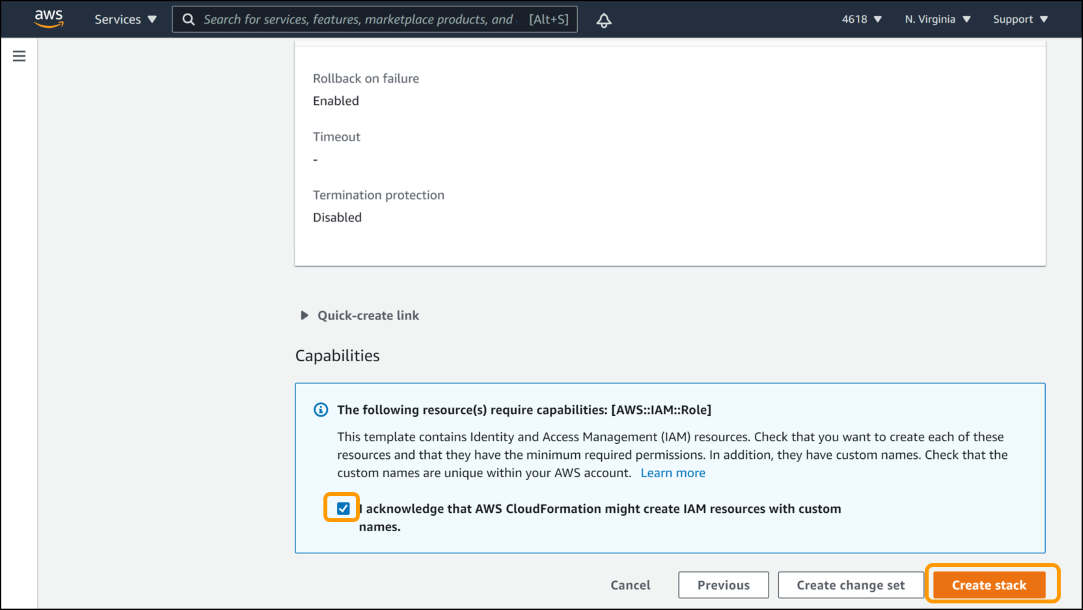 aws Services Search for services, features, marketplace products, and [Alt+S] 4618 N. Virginia Support
Rollback on failure
Enabled
Timeout
-
Termination protection
Disabled
Quick-create link
Capabilities
The following resource(s) require capabilities: [AWS::IAM::Role]
This template contains Identity and Access Management (IAM) resources. Check that you want to create each of these
resources and that they have the minimum required permissions. In addition, they have custom names. Check that the
custom names are unique within your AWS account. Learn more
I acknowledge that AWS CloudFormation might create IAM resources with custom
names.
Cancel Previous Create change set Create stack